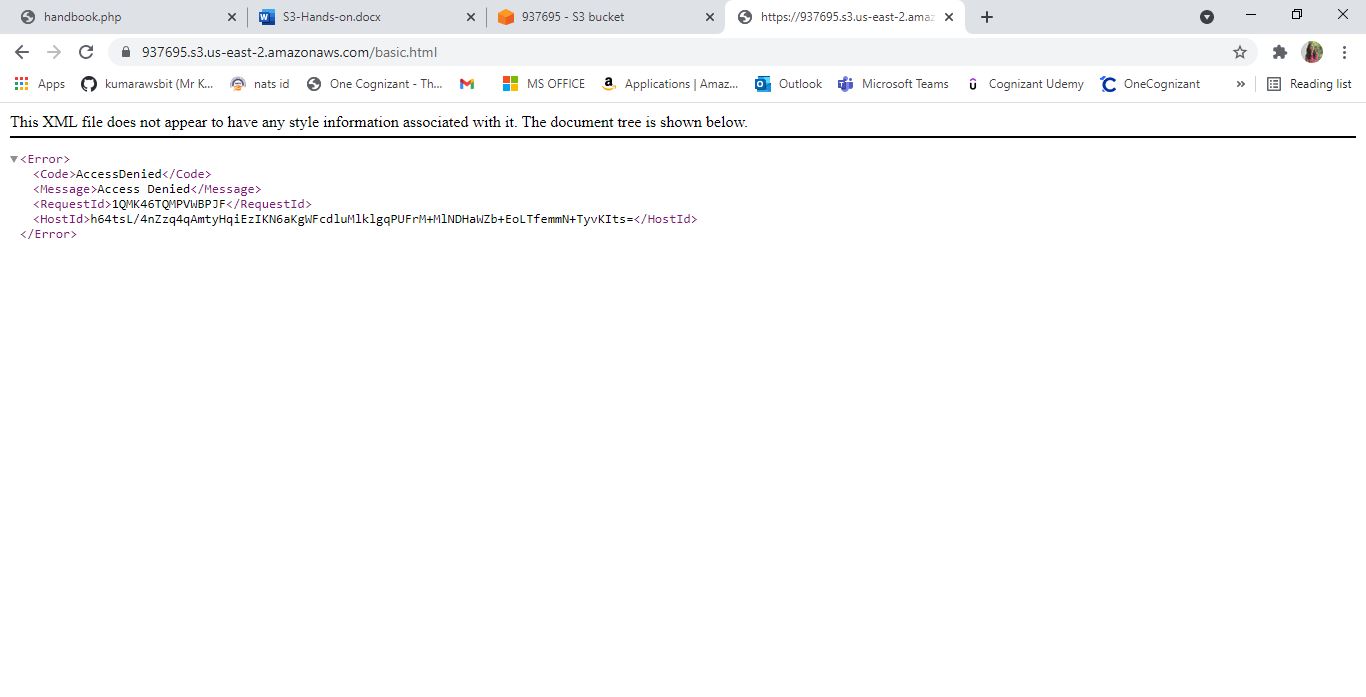 handbook.php
S3-Hands-on.docx
937695 - S3 bucket
https://937695.s3.us-east-2.amaz
937695.s3.us-east-2.amazonaws.com/basic.html
Apps
kumarawsbit (Mr K...
nats id
One Cognizant - Th...
MS OFFICE
Applications | Amaz...
Outlook
Microsoft Teams
Cognizant Udemy
OneCognizant
»
Reading list
This XML file does not appear to have any style information associated with it. The document tree is shown below.
<Error>
<Code>AccessDenied</Code>
<Message>Access Denied</Message>
<RequestId>1QMK46TQMPVWBPJF</RequestId>
<HostId>h64tsL/4nZzq4qAmtyHqiEzIKN6aKgWFcdluMlklgqPUFrM+MlNDHaWZb+EoLTfemmN+TyvKIts=</HostId>
</Error>